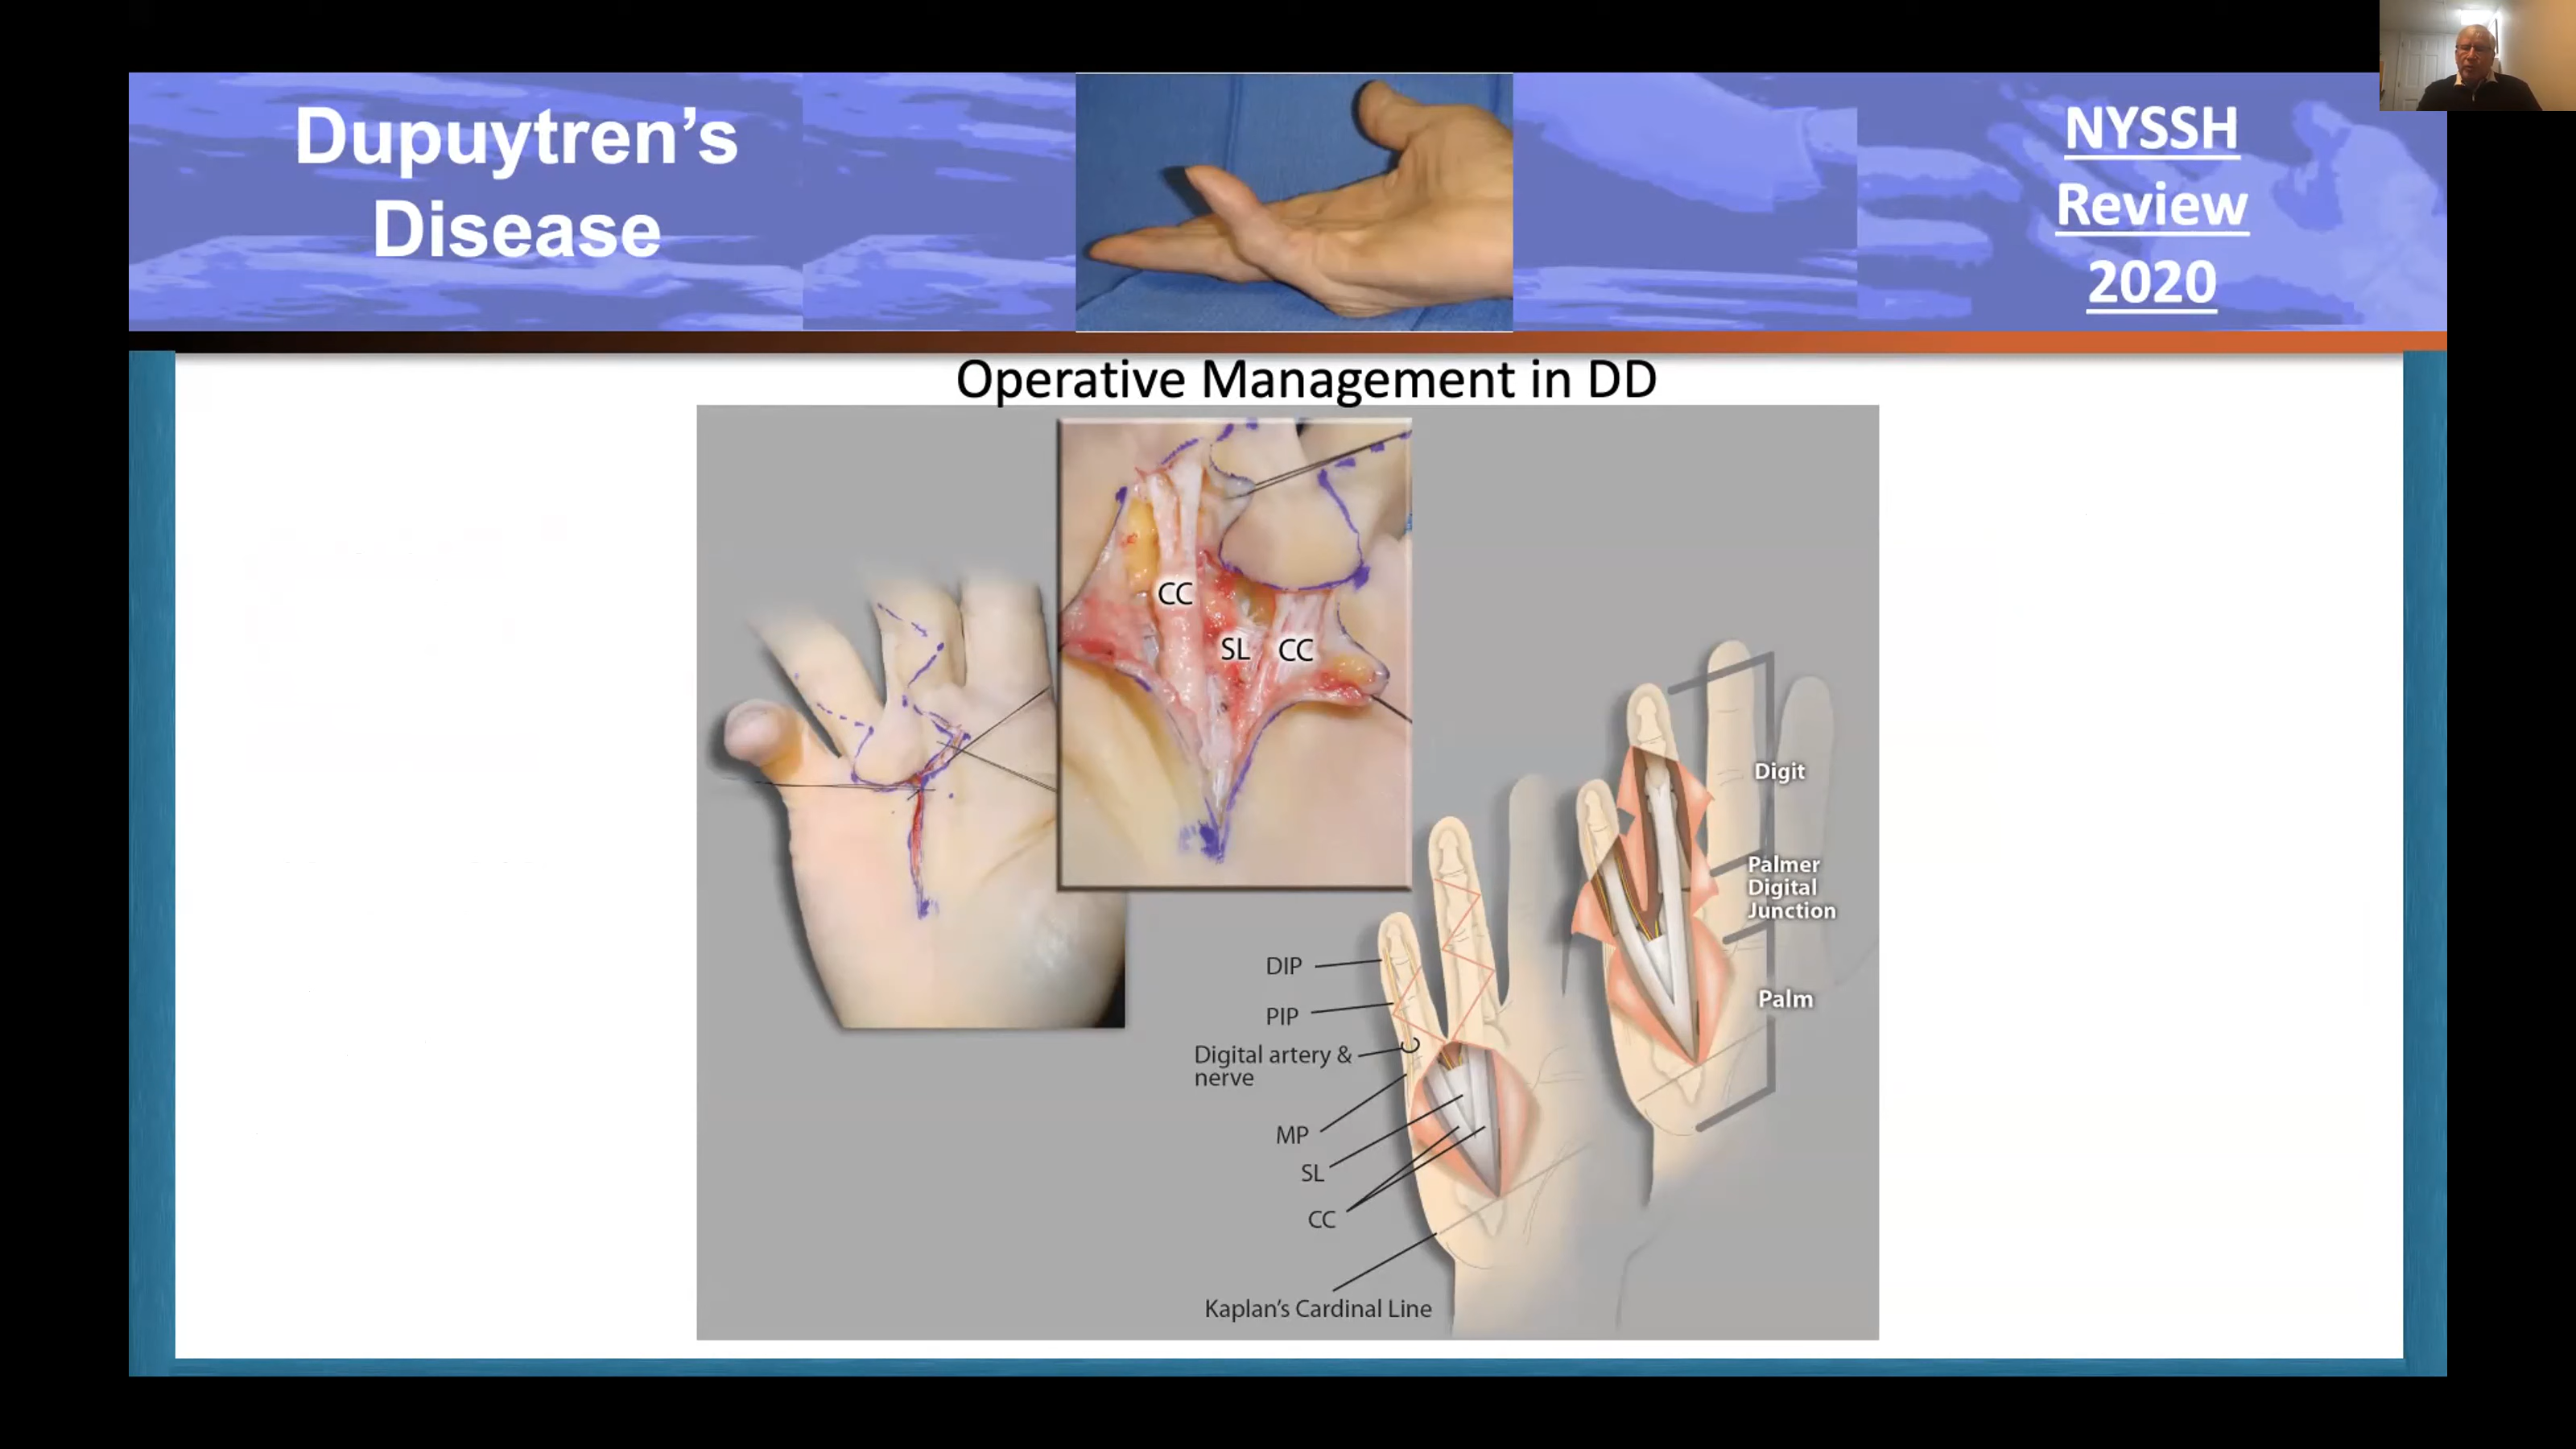 Dupuytren’s
Disease
NYSSH
Review
2020
Operative Management in DD
CC
SL
CC
Digit
Palmer
Digital
Junction
Palm
DIP
PIP
Digital artery &
nerve
MP
SL
CC
Kaplan’s Cardinal Line